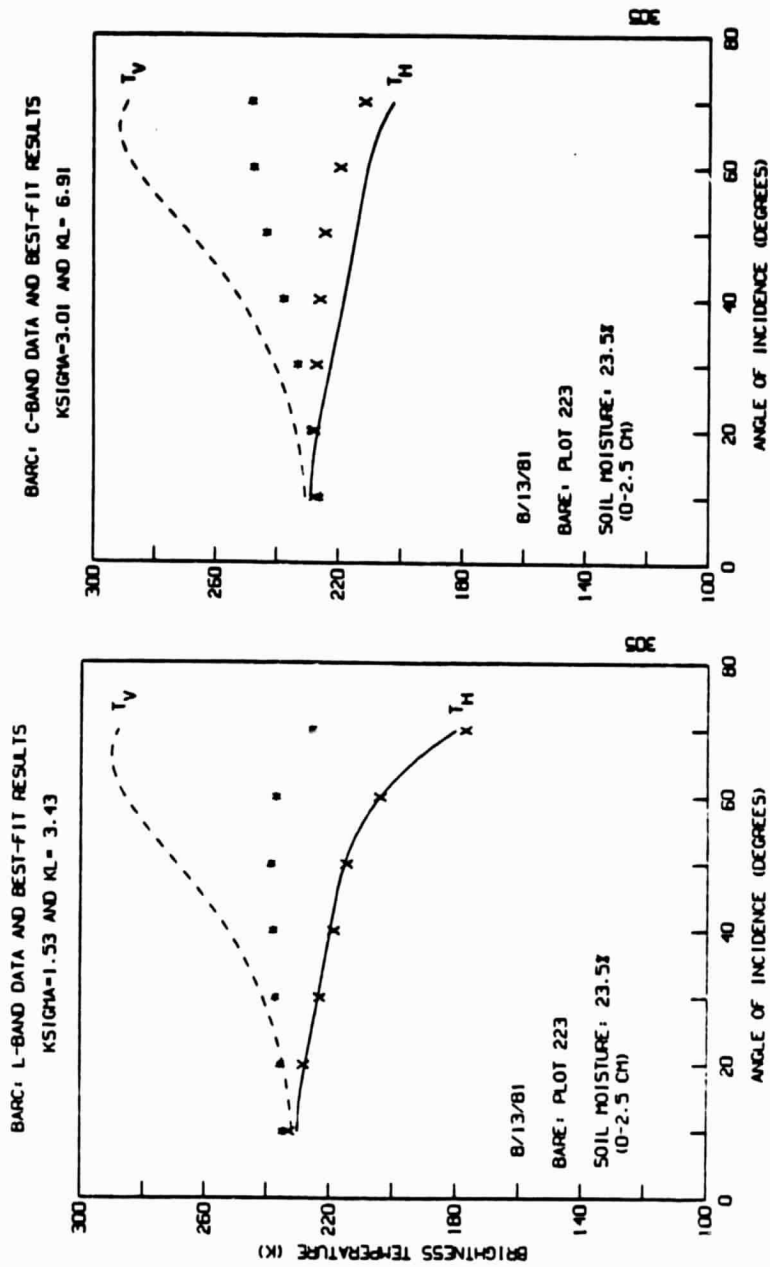 BARC: L-BAND DATA AND BEST-FIT RESULTS
KSIGMA=1.53 AND KL= 3.43
300
260
220
180
140
100
BRIGHTNESS TEMPERATURE (K)
T_V
T_H
8/13/81
BARE: PLOT 223
SOIL MOISTURE: 23.5%
(0-2.5 CM)
0
20
40
60
80
ANGLE OF INCIDENCE (DEGREES)
BARC: C-BAND DATA AND BEST-FIT RESULTS
KSIGMA=3.01 AND KL= 6.91
300
260
220
180
140
100
T_V
T_H
8/13/81
BARE: PLOT 223
SOIL MOISTURE: 23.5%
(0-2.5 CM)
0
20
40
60
80
ANGLE OF INCIDENCE (DEGREES)